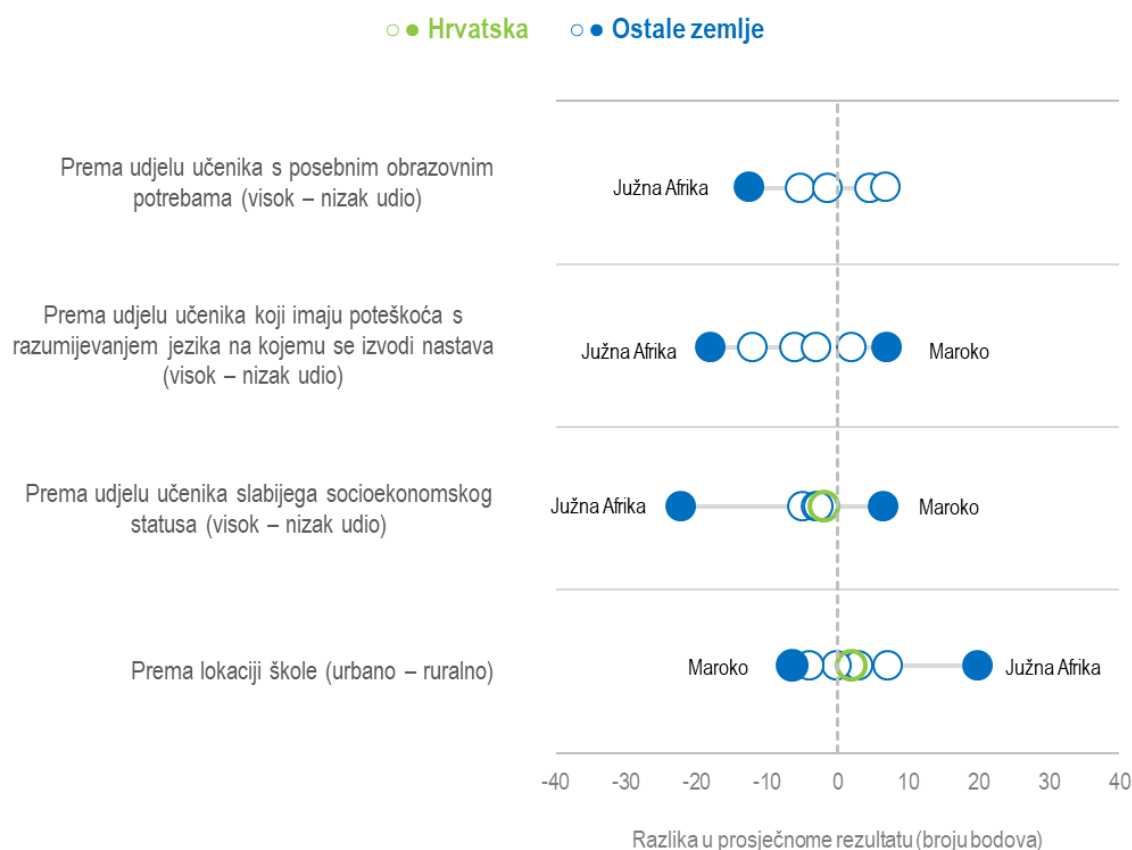 Hrvatska
Ostale zemlje
Prema udjelu učenika s posebnim obrazovnim
potrebama (visok – nizak udio)
Južna Afrika
Prema udjelu učenika koji imaju poteškoća s
razumijevanjem jezika na kojemu se izvodi nastava
(visok – nizak udio)
Južna Afrika
Maroko
Prema udjelu učenika slabijega socioekonomskog
statusa (visok – nizak udio)
Južna Afrika
Maroko
Prema lokaciji škole (urbano – ruralno)
Maroko
Južna Afrika
-40 -30 -20 -10 0 10 20 30 40
Razlika u prosječnome rezultatu (broju bodova)